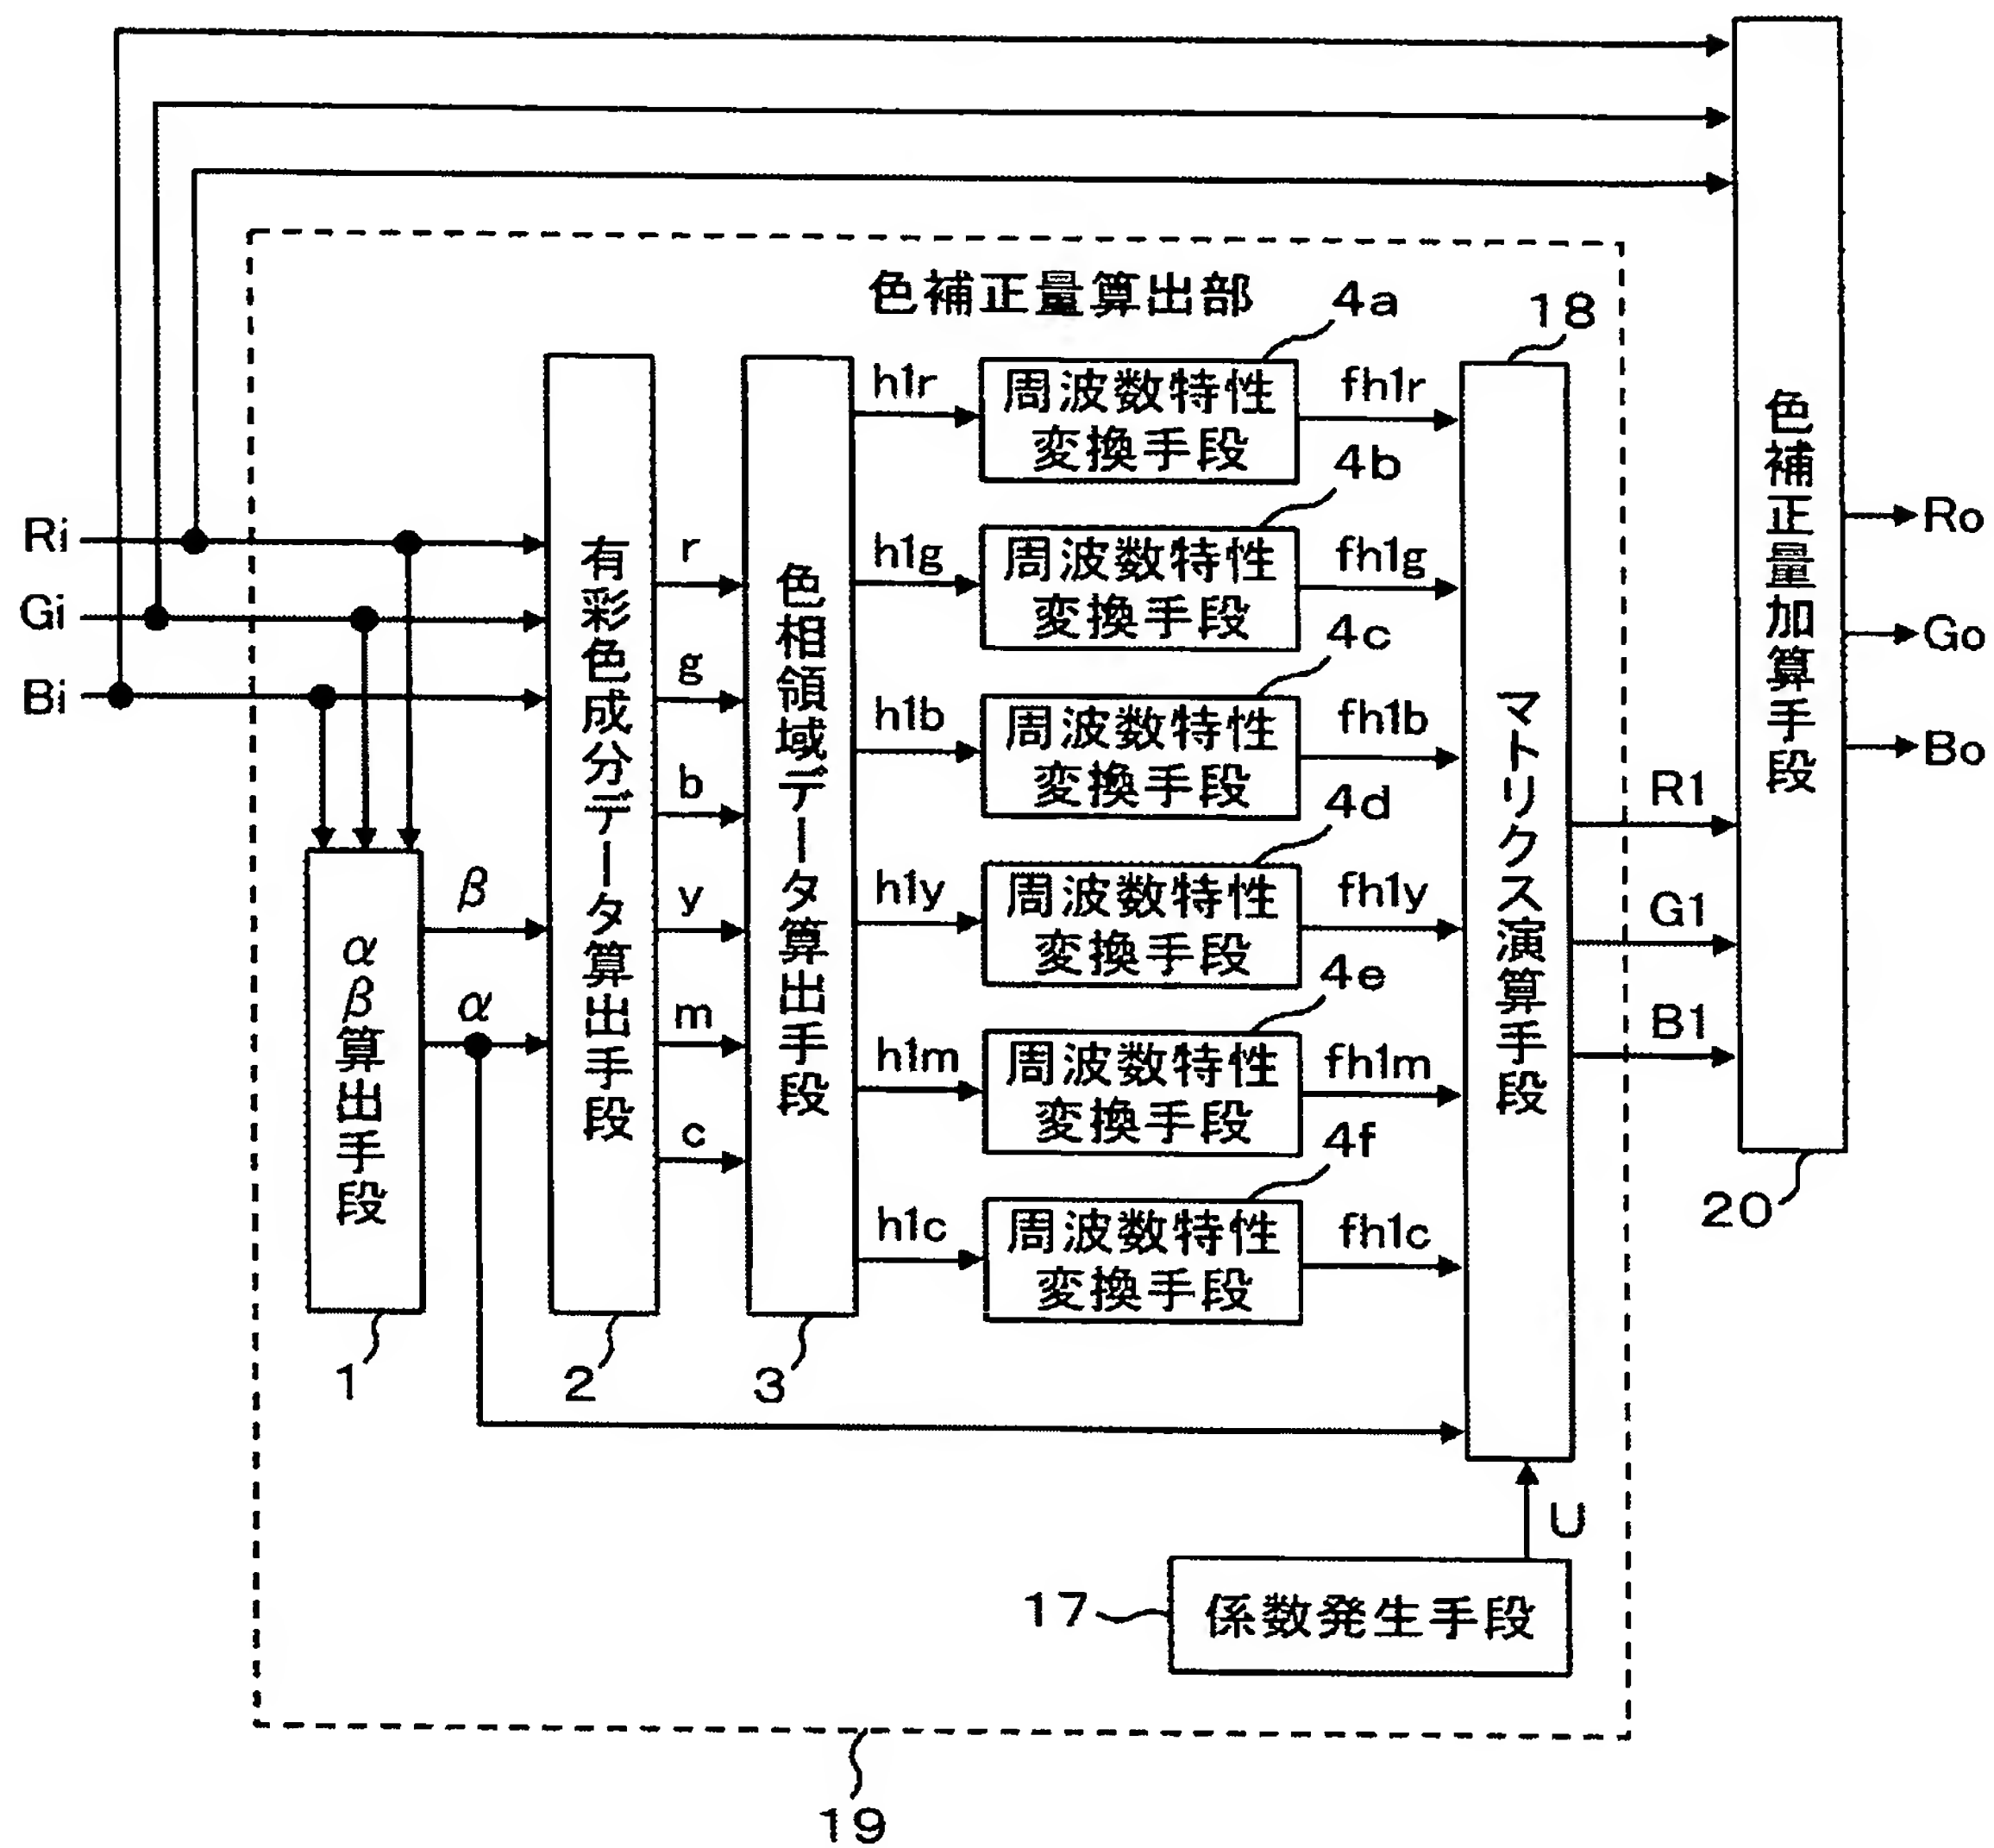 色補正量算出部
4a
18
h1r
周波数特性
変換手段
fh1r
4b
Ri
r
h1g
周波数特性
変換手段
fh1g
Ro
Gi
g
4c
Go
Bi
b
h1b
周波数特性
変換手段
fh1b
Bo
4d
R1
β
y
h1y
周波数特性
変換手段
fh1y
G1
α
m
4e
B1
h1m
周波数特性
変換手段
fh1m
c
4f
h1c
周波数特性
変換手段
fh1c
αβ算出手段
有彩色成分データ算出手段
色相領域データ算出手段
マトリクス演算手段
色補正量加算手段
20
1
2
3
U
17
係数発生手段
19